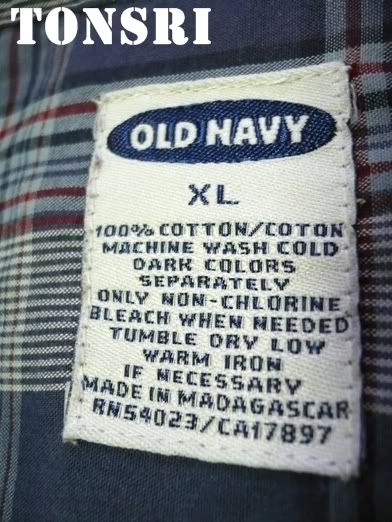 TONSRI
OLD NAVY
XL
100% COTTON/COTON
MACHINE WASH COLD
DARK COLORS
SEPARATELY
ONLY NON-CHLORINE
BLEACH WHEN NEEDED
TUMBLE DRY LOW
WARM IRON
IF NECESSARY
MADE IN MADAGASCAR
RN54023/CA17897